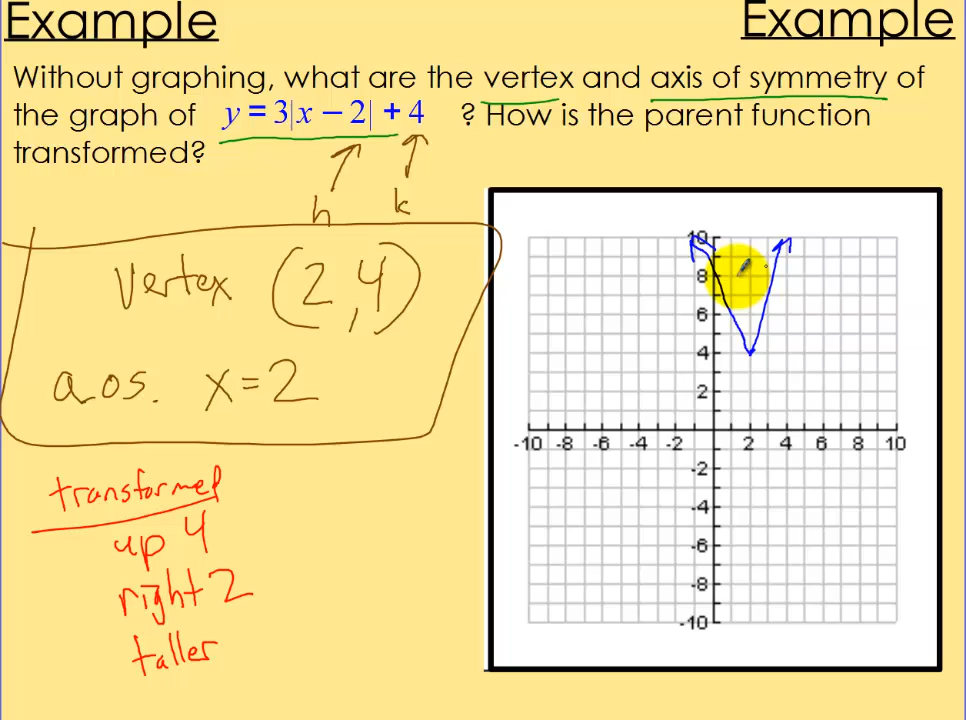 Example Example
Without graphing, what are the vertex and axis of symmetry of
the graph of y = 3|x − 2| + 4 ? How is the parent function
transformed?
h k
vertex (2,4)
a.os. x=2
transformed
up 4
right 2
taller
10
8
6
4
2
-10 -8 -6 -4 -2 2 4 6 8 10
-2
-4
-6
-8
-10